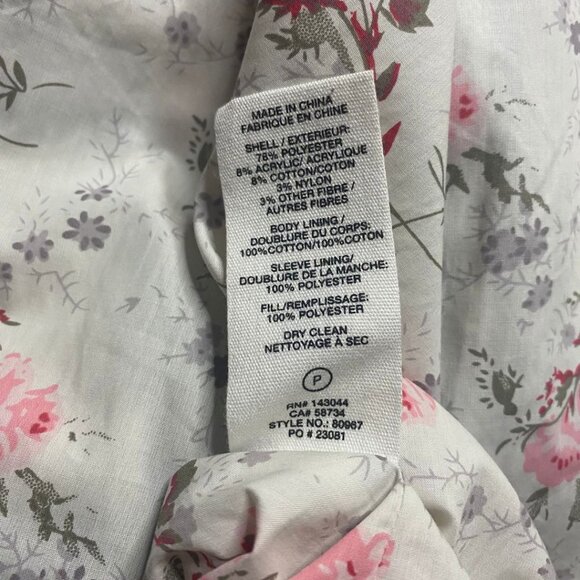 MADE IN CHINA
FABRIQUE EN CHINE
SHELL / EXTERIEUR:
78% POLYESTER
8% ACRYLIC/ ACRYLIQUE
8% COTTON/COTON
3% NYLON
3% OTHER FIBRE /
AUTRES FIBRES
BODY LINING /
DOUBLURE DU CORPS:
100%COTTON/100%COTON
SLEEVE LINING/
DOUBLURE DE LA MANCHE:
100% POLYESTER
FILL/REMPLISSAGE:
100% POLYESTER
DRY CLEAN
NETTOYAGE À SEC
P
RN# 143044
CA# 58734
STYLE NO.: 80967
PO # 23081